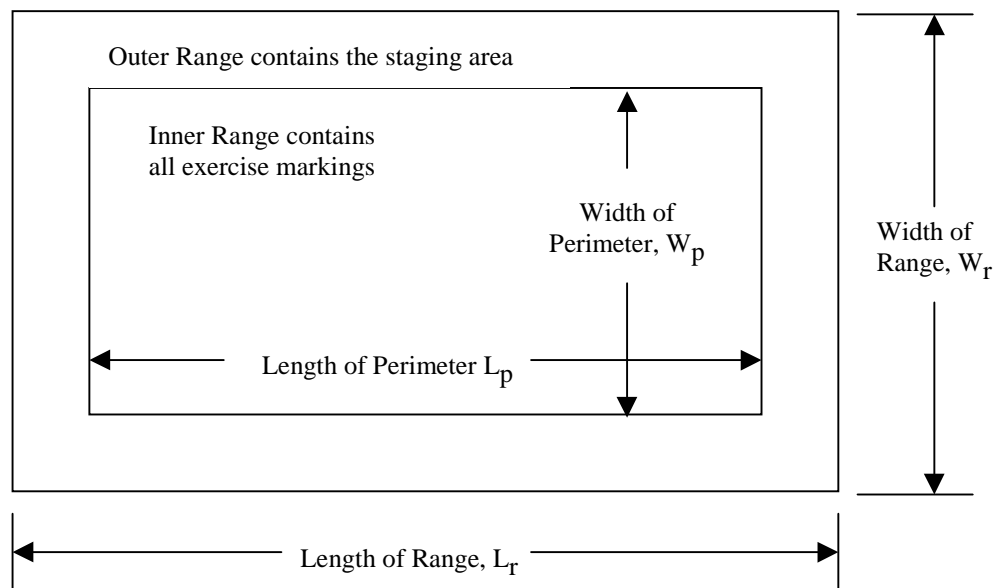 Outer Range contains the staging area
Inner Range contains
all exercise markings
Width of
Perimeter, Wp
Width of
Range, Wr
Length of Perimeter Lp
Length of Range, Lr